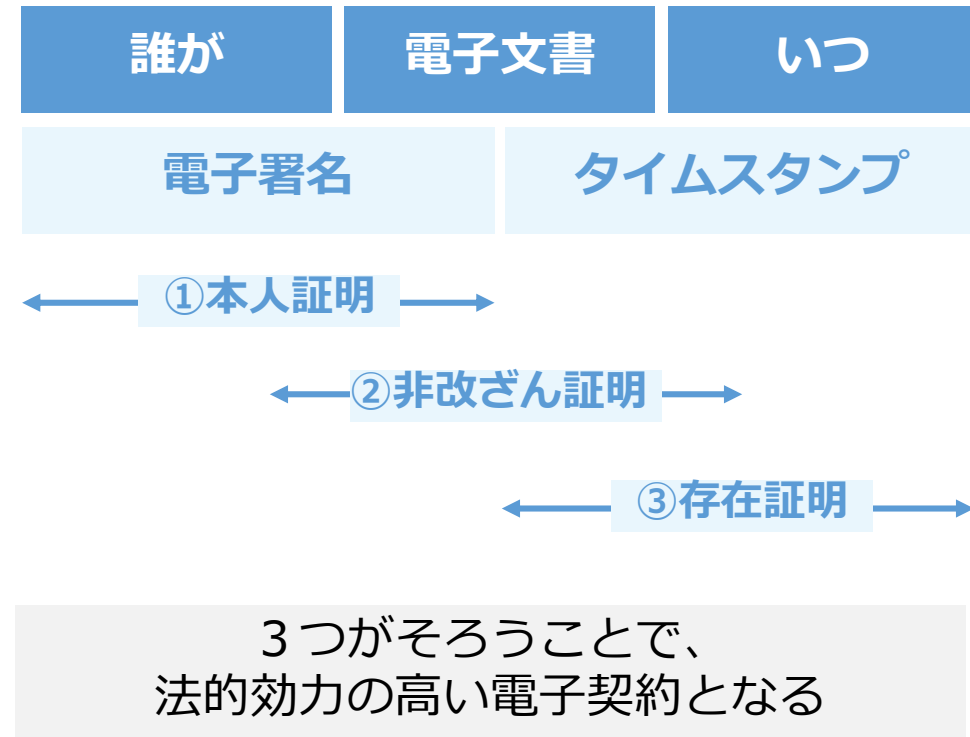 誰が 電子文書 いつ
電子署名 タイムスタンプ
①本人証明
②非改ざん証明
③存在証明
３つがそろうことで、
法的効力の高い電子契約となる